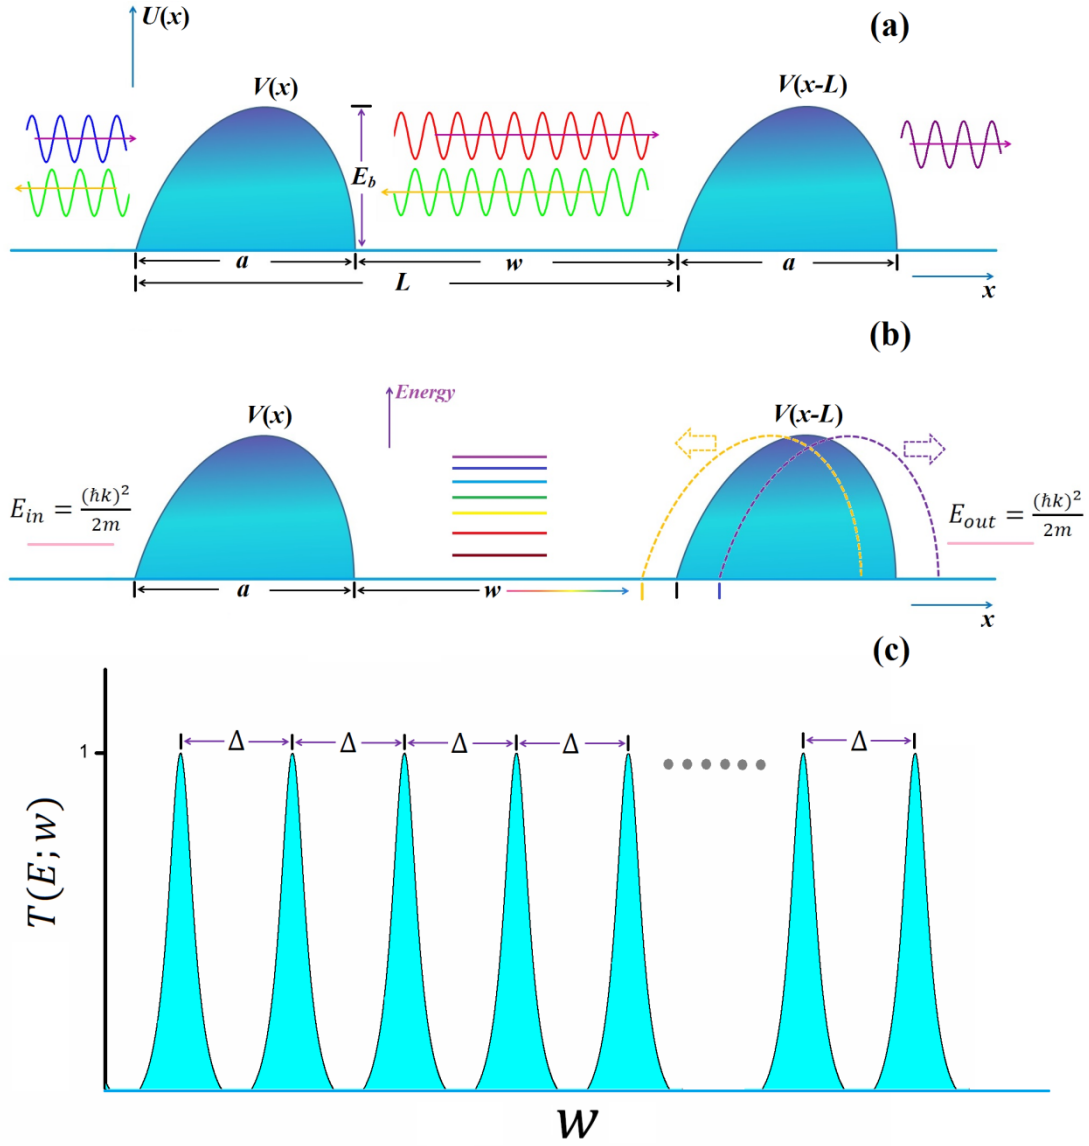 U(x)
(a)
V(x)
V(x-L)
E_b
a
w
a
L
x
(b)
Energy
V(x)
V(x-L)
E_in = (ħk)²/2m
E_out = (ħk)²/2m
a
w
x
(c)
Δ Δ Δ Δ Δ
1
T(E; w)
w